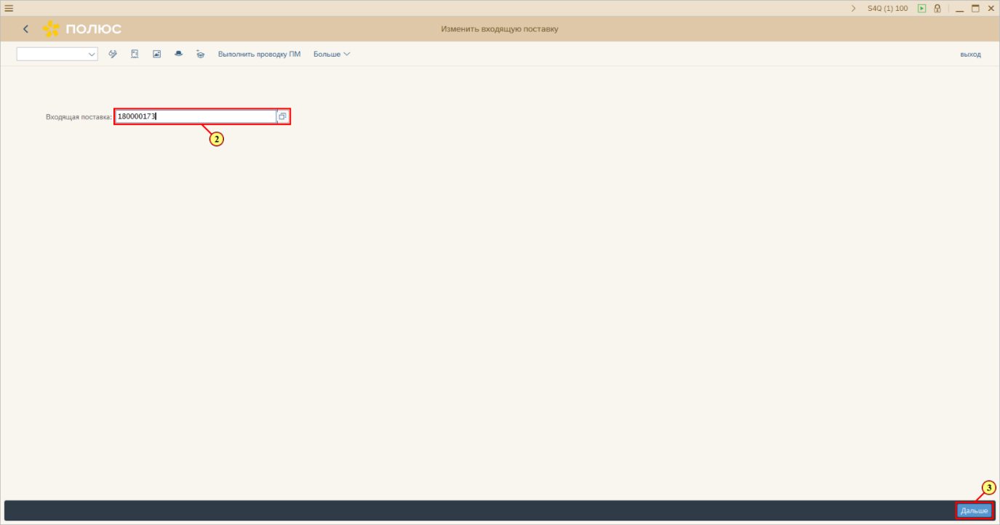 S4Q (1) 100
ПОЛЮС
Изменить входящую поставку
Выполнить проводку ПМ Больше
выход
Входящая поставка: 180000173
2
3
Дальше